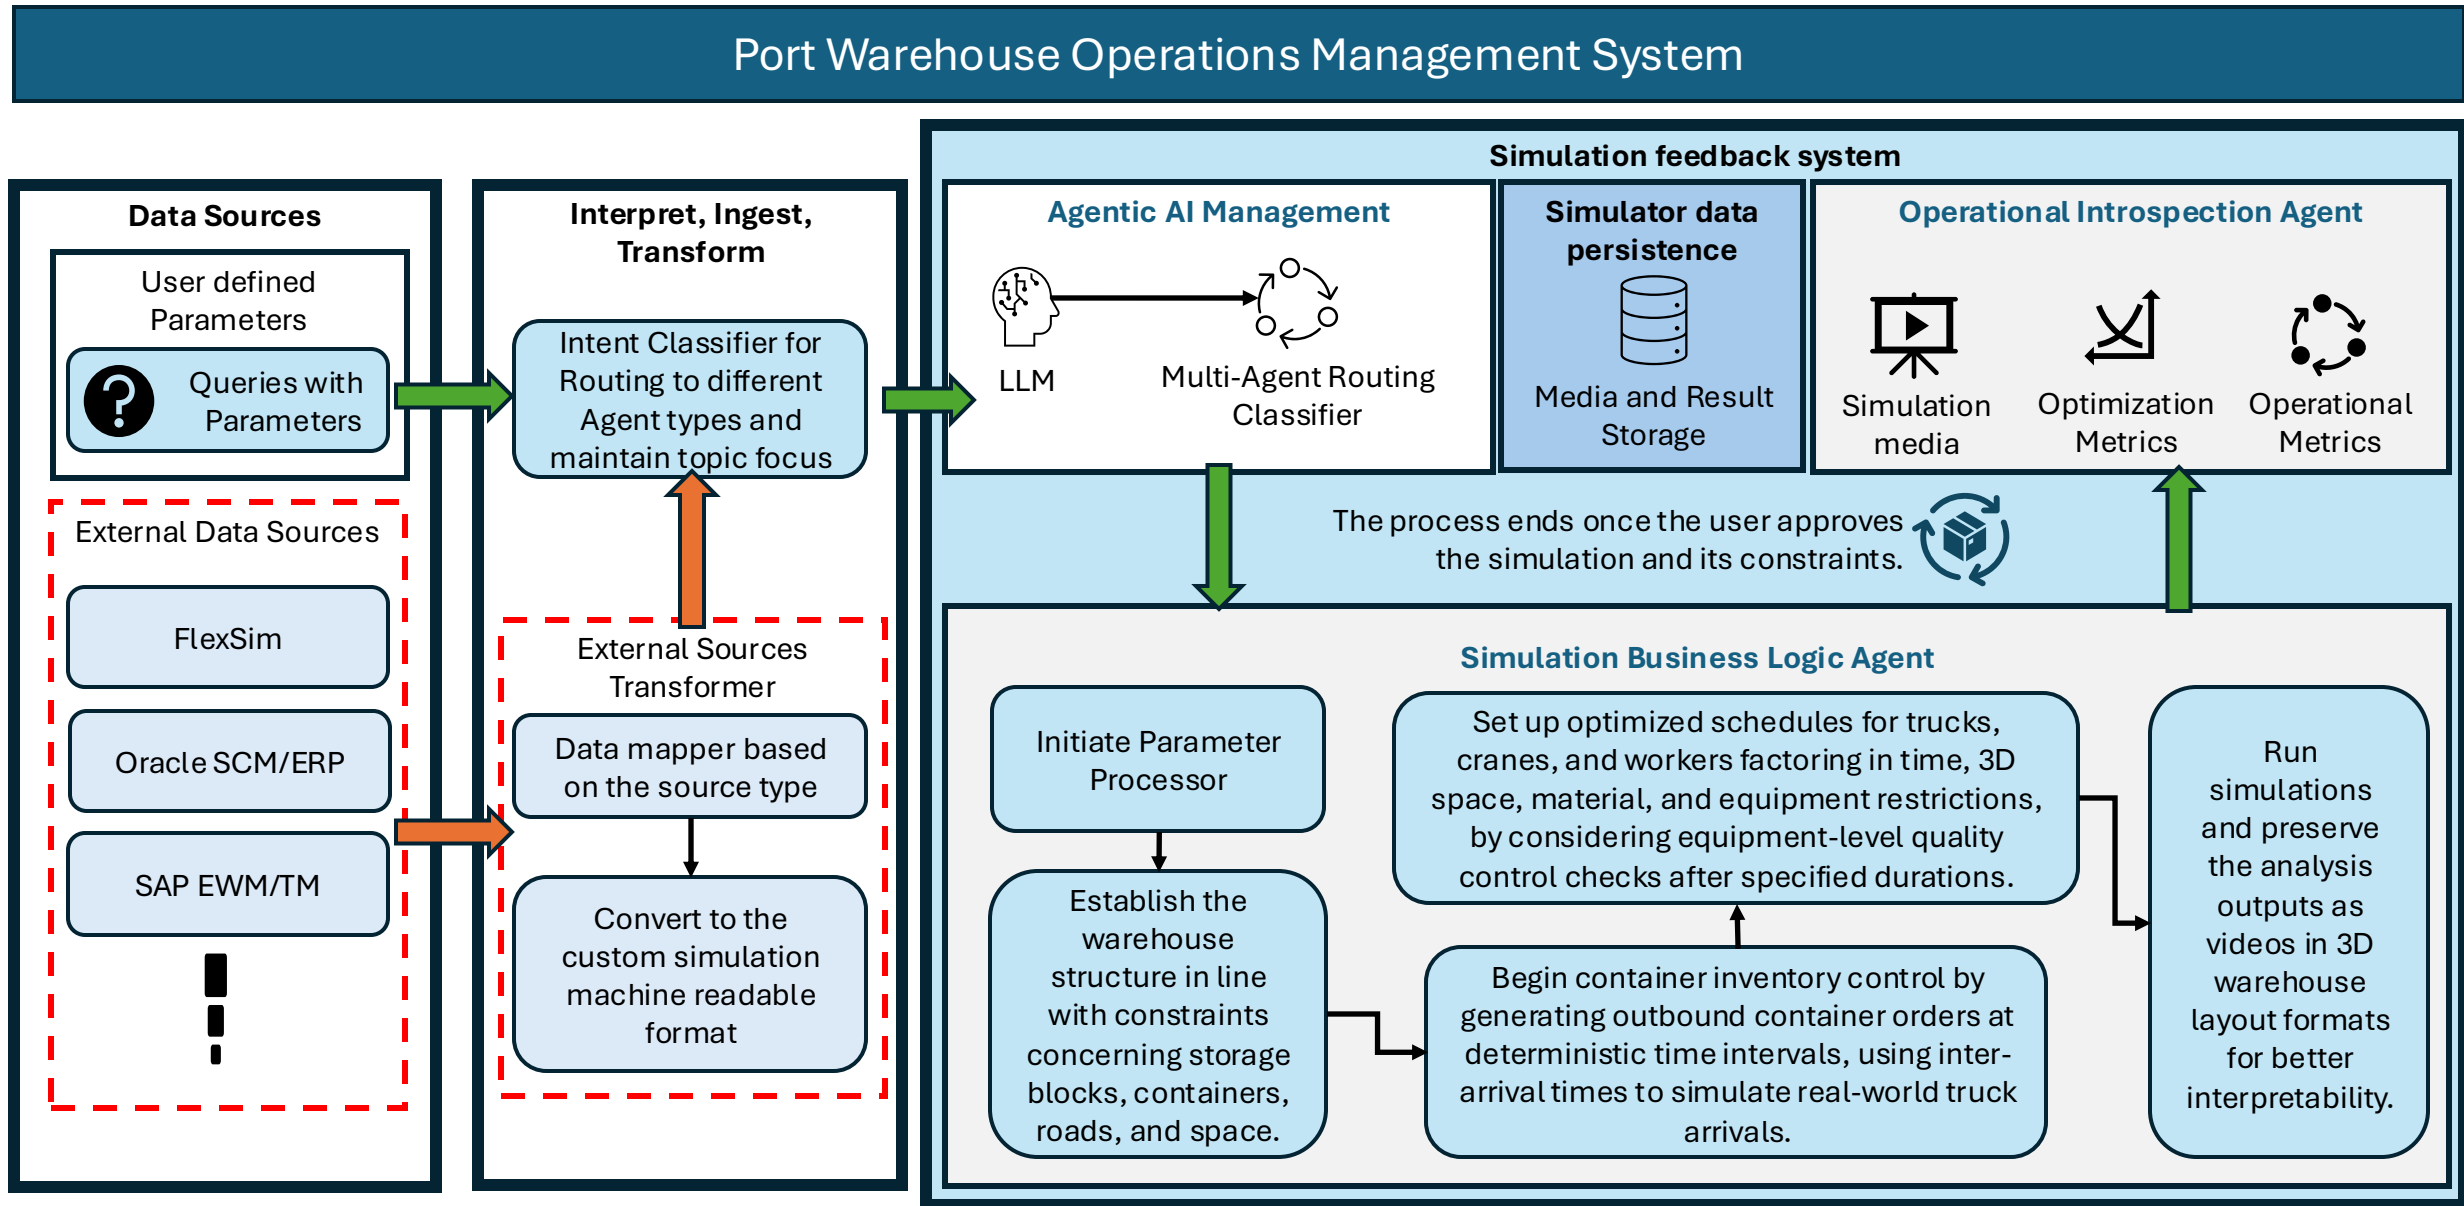 Port Warehouse Operations Management System
Data Sources
User defined
Parameters
?
Queries with
Parameters
External Data Sources
FlexSim
Oracle SCM/ERP
SAP EWM/TM
Interpret, Ingest,
Transform
Intent Classifier for
Routing to different
Agent types and
maintain topic focus
External Sources
Transformer
Data mapper based
on the source type
Convert to the
custom simulation
machine readable
format
Simulation feedback system
Agentic AI Management
LLM
Multi-Agent Routing
Classifier
Simulator data
persistence
Media and Result
Storage
Operational Introspection Agent
Simulation
media
Optimization
Metrics
Operational
Metrics
The process ends once the user approves
the simulation and its constraints.
Simulation Business Logic Agent
Initiate Parameter
Processor
Establish the
warehouse
structure in line
with constraints
concerning storage
blocks, containers,
roads, and space.
Begin container inventory control by
generating outbound container orders at
deterministic time intervals, using inter-
arrival times to simulate real-world truck
arrivals.
Set up optimized schedules for trucks,
cranes, and workers factoring in time, 3D
space, material, and equipment restrictions,
by considering equipment-level quality
control checks after specified durations.
Run
simulations
and preserve
the analysis
outputs as
videos in 3D
warehouse
layout formats
for better
interpretability.